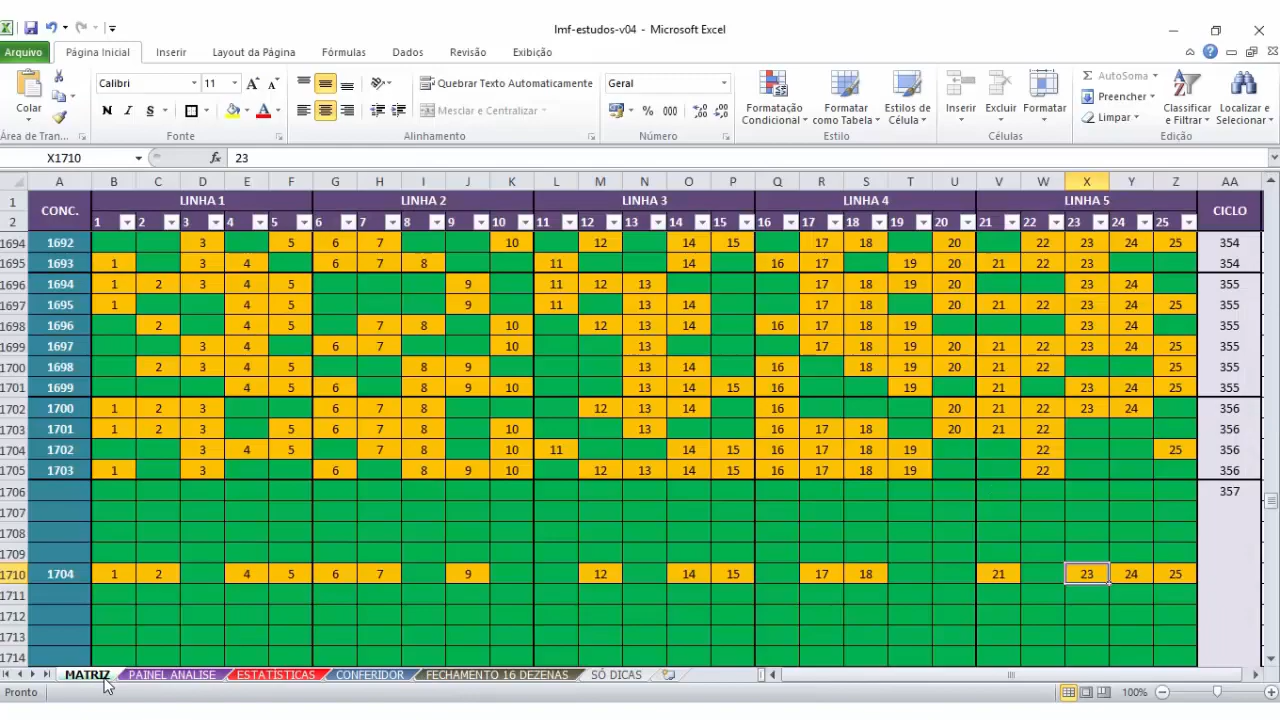 lmf-estudos-v04 - Microsoft Excel
Arquivo Página Inicial Inserir Layout da Página Fórmulas Dados Revisão Exibição
Calibri 11 Quebrar Texto Automaticamente Geral Σ AutoSoma
Colar N I S A Mesclar e Centralizar % 000 Formatação Condicional Formatar como Tabela Estilos de Célula Inserir Excluir Formatar Preencher Limpar Classificar e Filtrar Localizar e Selecionar
Área de Tran... Fonte Alinhamento Número Estilo Células Edição
X1710 fx 23
A B C D E F G H I J K L M N O P Q R S T U V W X Y Z AA
1 CONC. LINHA 1 LINHA 2 LINHA 3 LINHA 4 LINHA 5 CICLO
2 1 2 3 4 5 6 7 8 9 10 11 12 13 14 15 16 17 18 19 20 21 22 23 24 25
1694 1692 3 5 6 7 10 12 14 15 17 18 20 22 23 24 25 354
1695 1693 1 3 4 6 7 8 11 14 16 17 19 20 21 22 23 354
1696 1694 1 2 3 4 5 9 11 12 13 17 18 19 20 23 24 355
1697 1695 1 4 5 9 11 13 14 17 18 20 21 22 23 24 25 355
1698 1696 2 4 5 7 8 10 12 13 14 16 17 18 19 23 24 355
1699 1697 3 4 6 7 10 13 17 18 19 20 21 22 23 24 25 355
1700 1698 2 3 4 5 8 9 13 14 16 18 19 20 21 22 25 355
1701 1699 4 5 6 8 9 10 13 14 15 16 19 21 23 24 25 355
1702 1700 1 2 3 6 7 8 12 13 14 16 20 21 22 23 24 356
1703 1701 1 2 3 5 6 7 8 10 13 16 17 18 20 21 22 356
1704 1702 3 4 5 7 8 10 11 14 15 16 17 18 19 22 25 356
1705 1703 1 3 6 8 9 10 12 13 14 15 16 17 18 19 22 356
1706 357
1707
1708
1709
1710 1704 1 2 4 5 6 7 9 12 14 15 17 18 21 23 24 25
1711
1712
1713
1714
MATRIZ PAINEL ANALISE ESTATÍSTICAS CONFERIDOR FECHAMENTO 16 DEZENAS SÓ DICAS
Pronto 100%